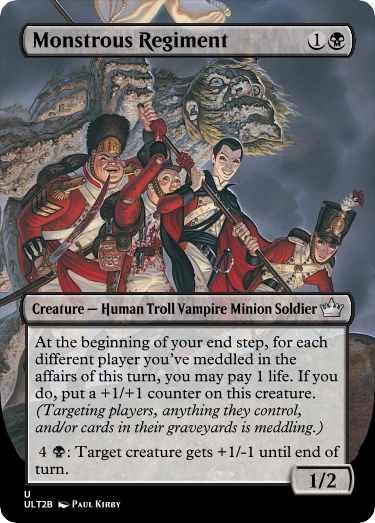 Monstrous Regiment 1
Creature — Human Troll Vampire Minion Soldier
At the beginning of your end step, for each
different player you've meddled in the
affairs of this turn, you may pay 1 life. If you
do, put a +1/+1 counter on this creature.
(Targeting players, anything they control,
and/or cards in their graveyards is meddling.)
4 : Target creature gets +1/-1 until end of
turn.
1/2
U
ULT2B PAUL KIRBY